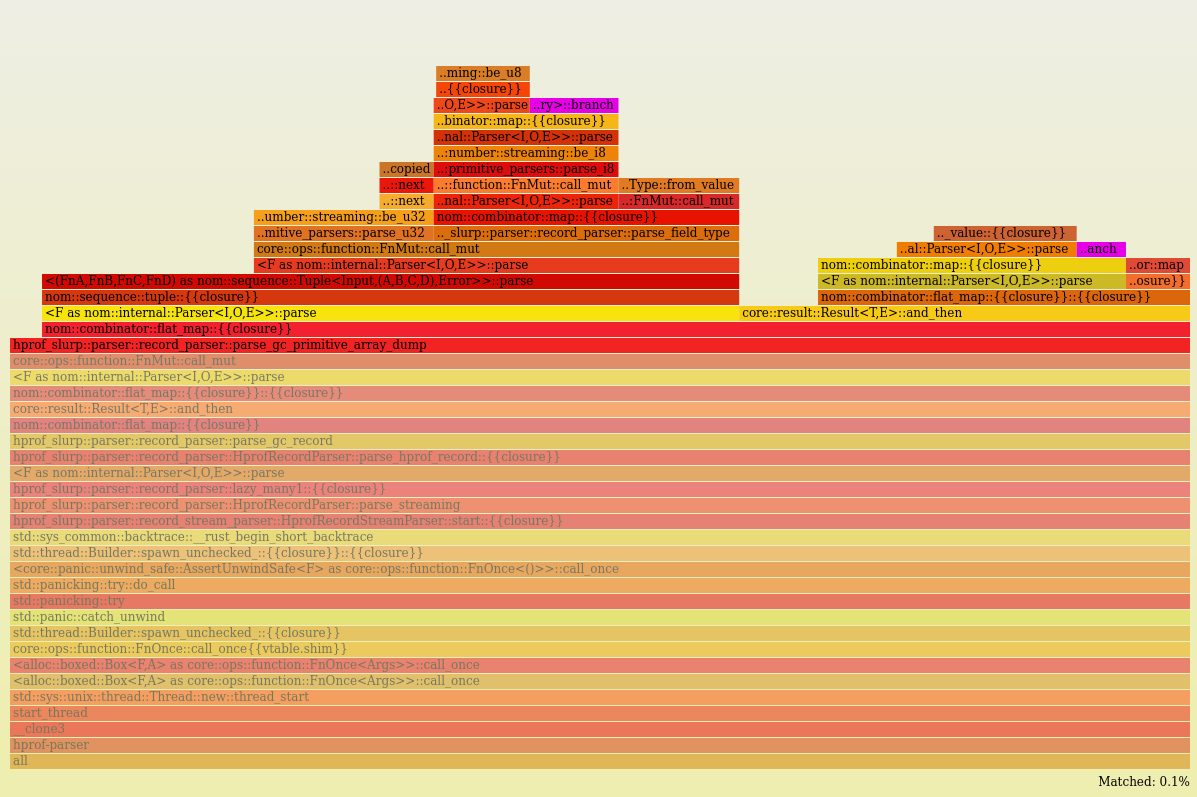 ..ming::be_u8
..{{closure}}
..O,E>>::parse ..ry>::branch
..binator::map::{{closure}}
..nal::Parser<I,O,E>>::parse
..:number::streaming::be_i8
..copied ..:primitive_parsers::parse_i8
..::next ..::function::FnMut::call_mut ..Type::from_value
..::next ..nal::Parser<I,O,E>>::parse ..:FnMut::call_mut
..umber::streaming::be_u32 nom::combinator::map::{{closure}}
..mitive_parsers::parse_u32 .._slurp::parser::record_parser::parse_field_type .._value::{{closure}}
core::ops::function::FnMut::call_mut ..al::Parser<I,O,E>>::parse ..anch
<F as nom::internal::Parser<I,O,E>>::parse nom::combinator::map::{{closure}} ..or::map
<(FnA,FnB,FnC,FnD) as nom::sequence::Tuple<Input,(A,B,C,D),Error>>::parse <F as nom::internal::Parser<I,O,E>>::parse ..osure}}
nom::sequence::tuple::{{closure}} nom::combinator::flat_map::{{closure}}::{{closure}}
<F as nom::internal::Parser<I,O,E>>::parse core::result::Result<T,E>::and_then
nom::combinator::flat_map::{{closure}}
hprof_slurp::parser::record_parser::parse_gc_primitive_array_dump
core::ops::function::FnMut::call_mut
<F as nom::internal::Parser<I,O,E>>::parse
nom::combinator::flat_map::{{closure}}::{{closure}}
core::result::Result<T,E>::and_then
nom::combinator::flat_map::{{closure}}
hprof_slurp::parser::record_parser::parse_gc_record
hprof_slurp::parser::record_parser::HprofRecordParser::parse_hprof_record::{{closure}}
<F as nom::internal::Parser<I,O,E>>::parse
hprof_slurp::parser::record_parser::lazy_many1::{{closure}}
hprof_slurp::parser::record_parser::HprofRecordParser::parse_streaming
hprof_slurp::parser::record_stream_parser::HprofRecordStreamParser::start::{{closure}}
std::sys_common::backtrace::__rust_begin_short_backtrace
std::thread::Builder::spawn_unchecked_::{{closure}}::{{closure}}
<core::panic::unwind_safe::AssertUnwindSafe<F> as core::ops::function::FnOnce<()>>::call_once
std::panicking::try::do_call
std::panicking::try
std::panic::catch_unwind
std::thread::Builder::spawn_unchecked_::{{closure}}
core::ops::function::FnOnce::call_once{{vtable.shim}}
<alloc::boxed::Box<F,A> as core::ops::function::FnOnce<Args>>::call_once
<alloc::boxed::Box<F,A> as core::ops::function::FnOnce<Args>>::call_once
std::sys::unix::thread::Thread::new::thread_start
start_thread
__clone3
hprof-parser
all
Matched: 0.1%